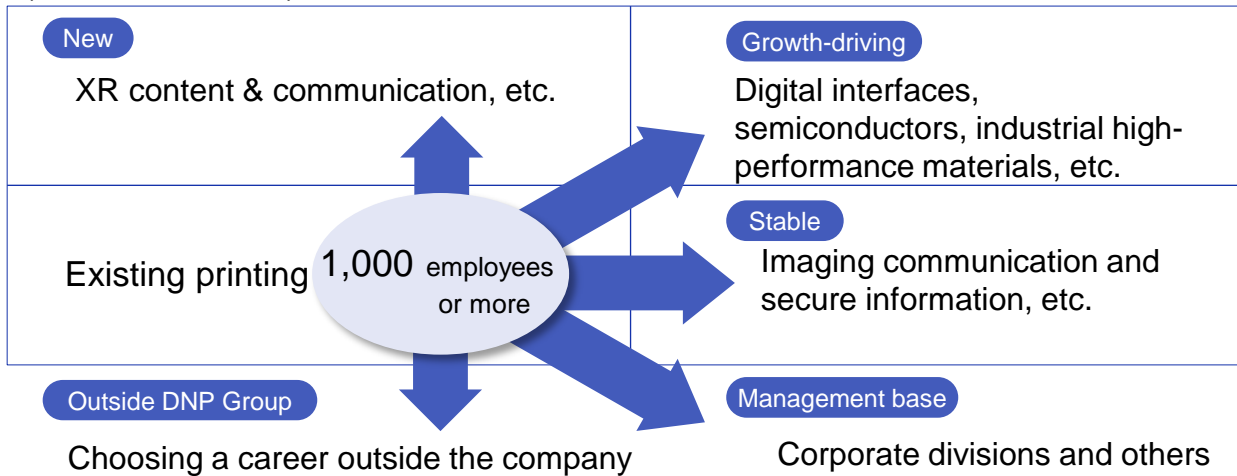 New
XR content & communication, etc.
Growth-driving
Digital interfaces,
semiconductors, industrial high-
performance materials, etc.
Existing printing
1,000 employees
or more
Stable
Imaging communication and
secure information, etc.
Outside DNP Group
Choosing a career outside the company
Management base
Corporate divisions and others